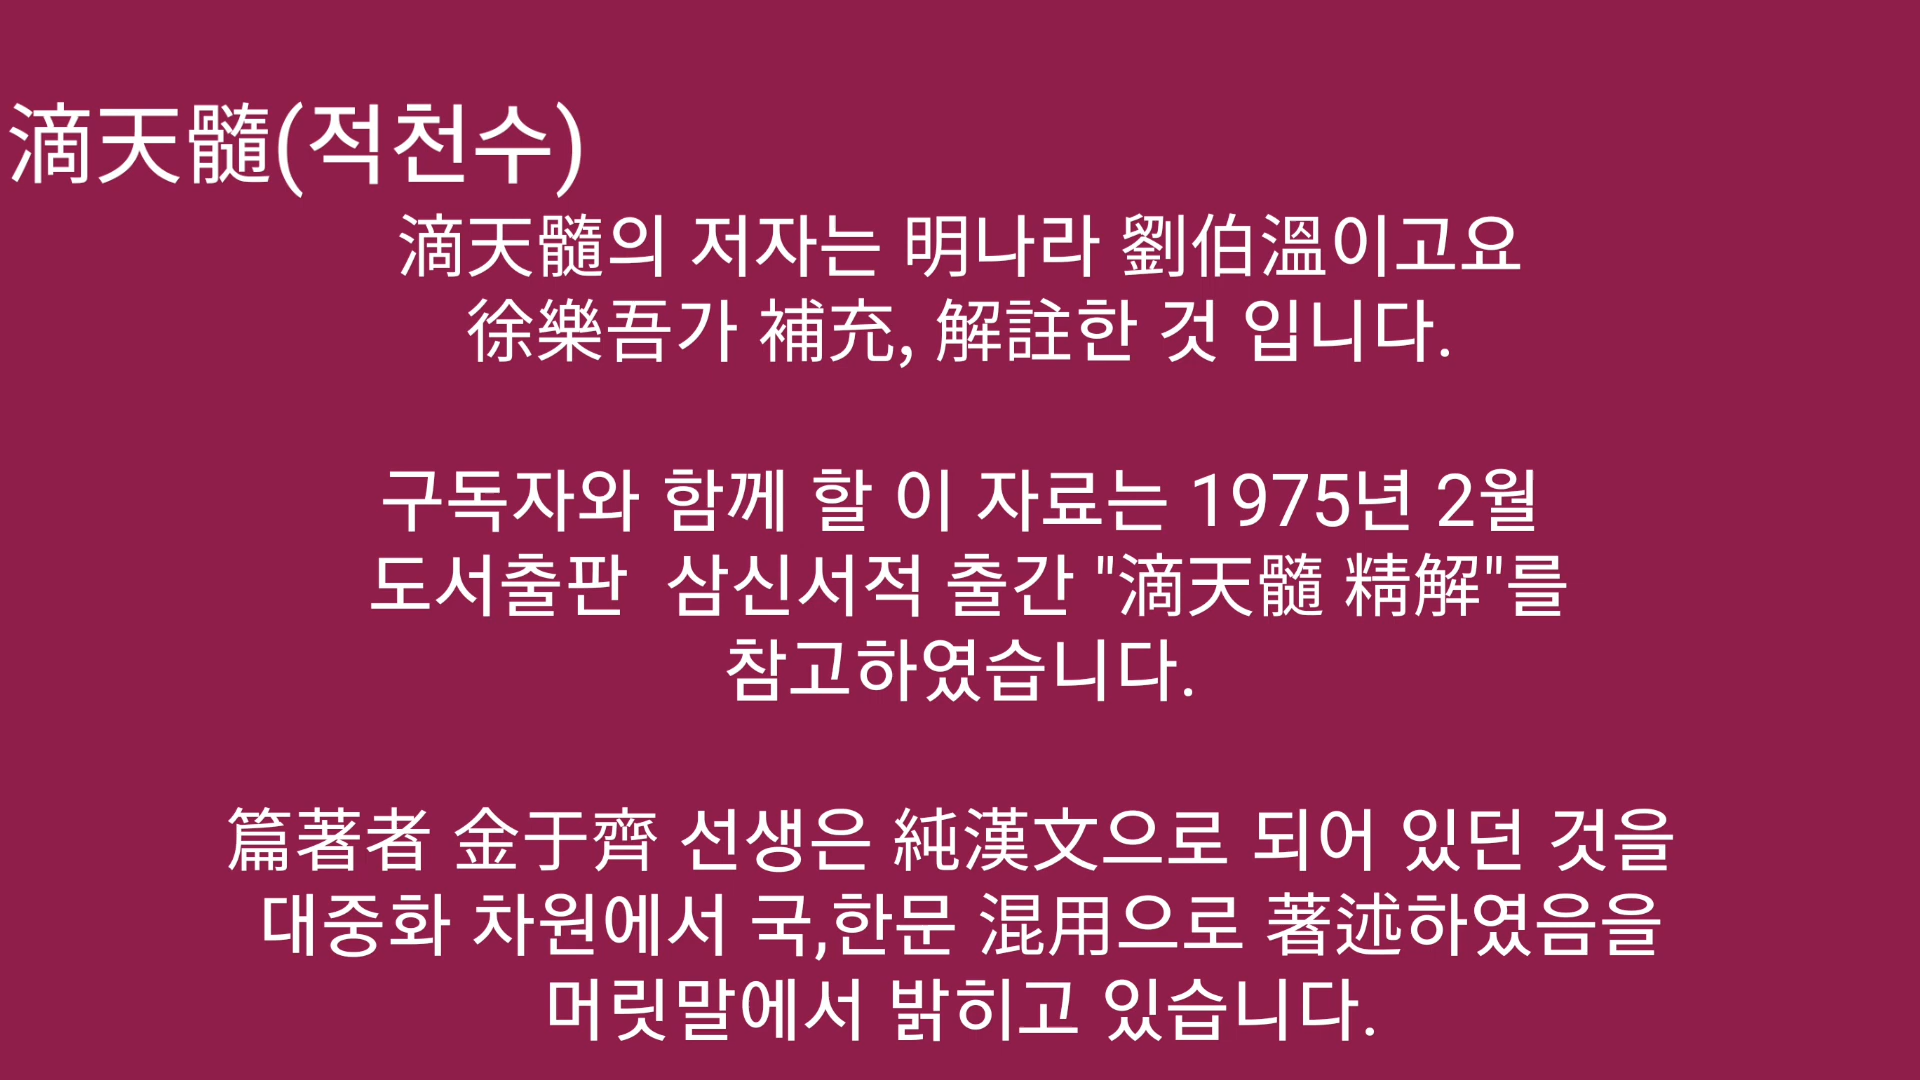 滴天髓(적천수)
滴天髓의 저자는 明나라 劉伯溫이고요
徐樂吾가 補充, 解註한 것 입니다.
구독자와 함께 할 이 자료는 1975년 2월
도서출판  삼신서적 출간 "滴天髓 精解"를
참고하였습니다.
篇著者 金于齊 선생은 純漢文으로 되어 있던 것을
대중화 차원에서 국,한문 混用으로 著述하였음을
머릿말에서 밝히고 있습니다.